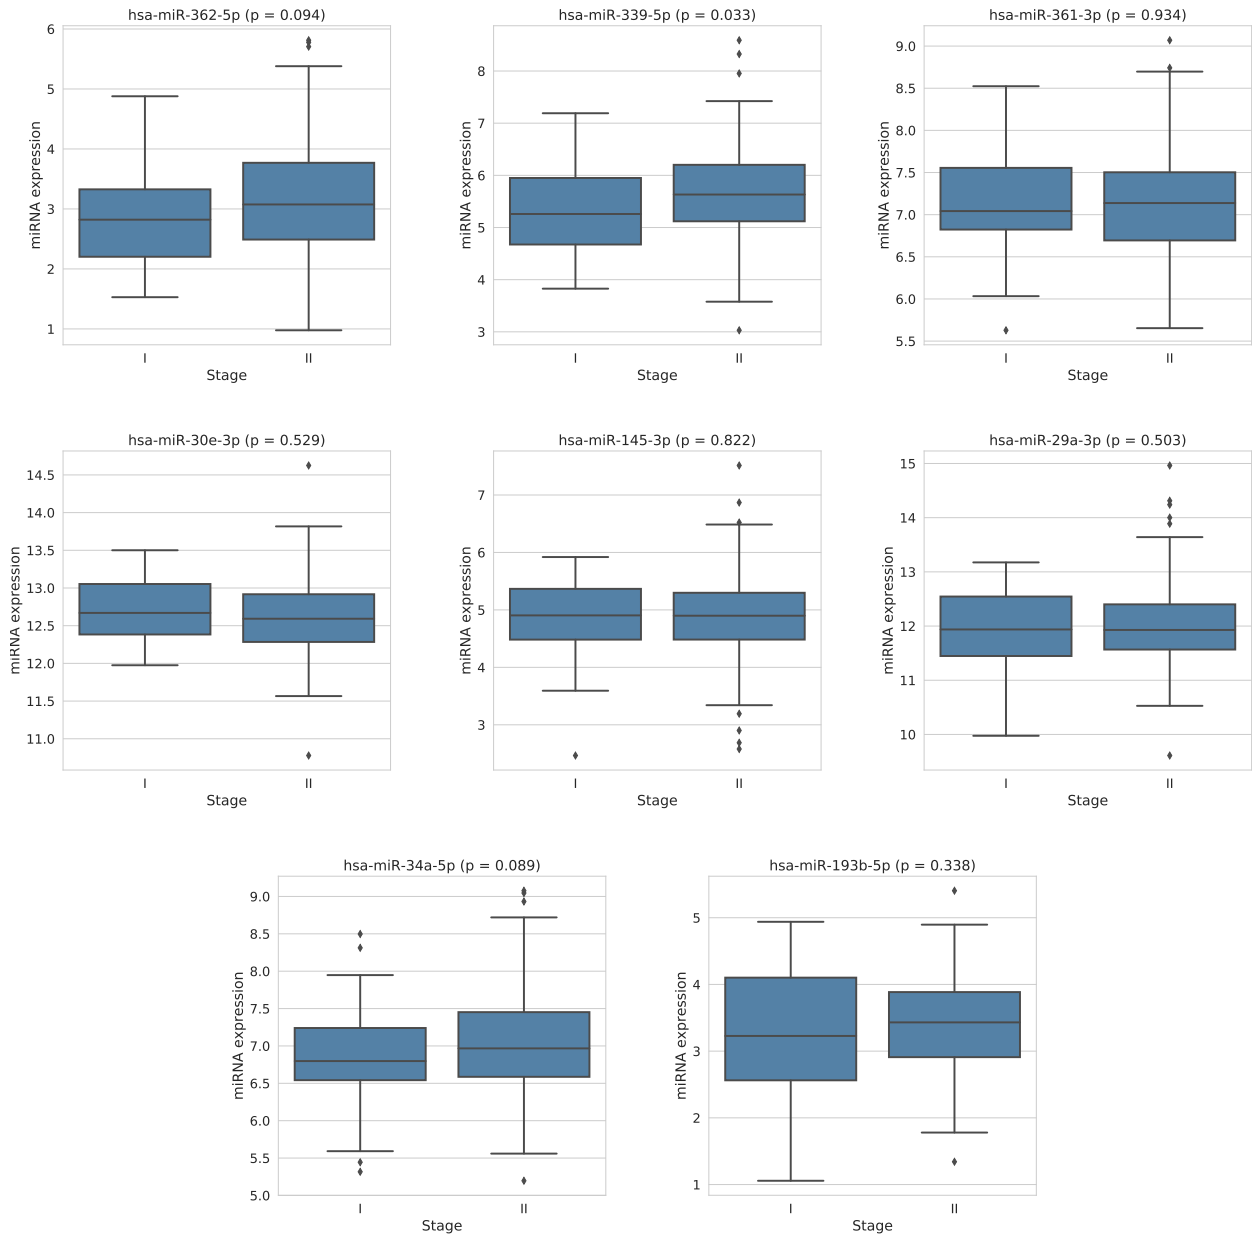 hsa-miR-362-5p (p = 0.094)
miRNA expression
6
5
4
3
2
1
I
II
Stage
hsa-miR-339-5p (p = 0.033)
miRNA expression
8
7
6
5
4
3
I
II
Stage
hsa-miR-361-3p (p = 0.934)
miRNA expression
9.0
8.5
8.0
7.5
7.0
6.5
6.0
5.5
I
II
Stage
hsa-miR-30e-3p (p = 0.529)
miRNA expression
14.5
14.0
13.5
13.0
12.5
12.0
11.5
11.0
I
II
Stage
hsa-miR-145-3p (p = 0.822)
miRNA expression
7
6
5
4
3
I
II
Stage
hsa-miR-29a-3p (p = 0.503)
miRNA expression
15
14
13
12
11
10
I
II
Stage
hsa-miR-34a-5p (p = 0.089)
miRNA expression
9.0
8.5
8.0
7.5
7.0
6.5
6.0
5.5
5.0
I
II
Stage
hsa-miR-193b-5p (p = 0.338)
miRNA expression
5
4
3
2
1
I
II
Stage